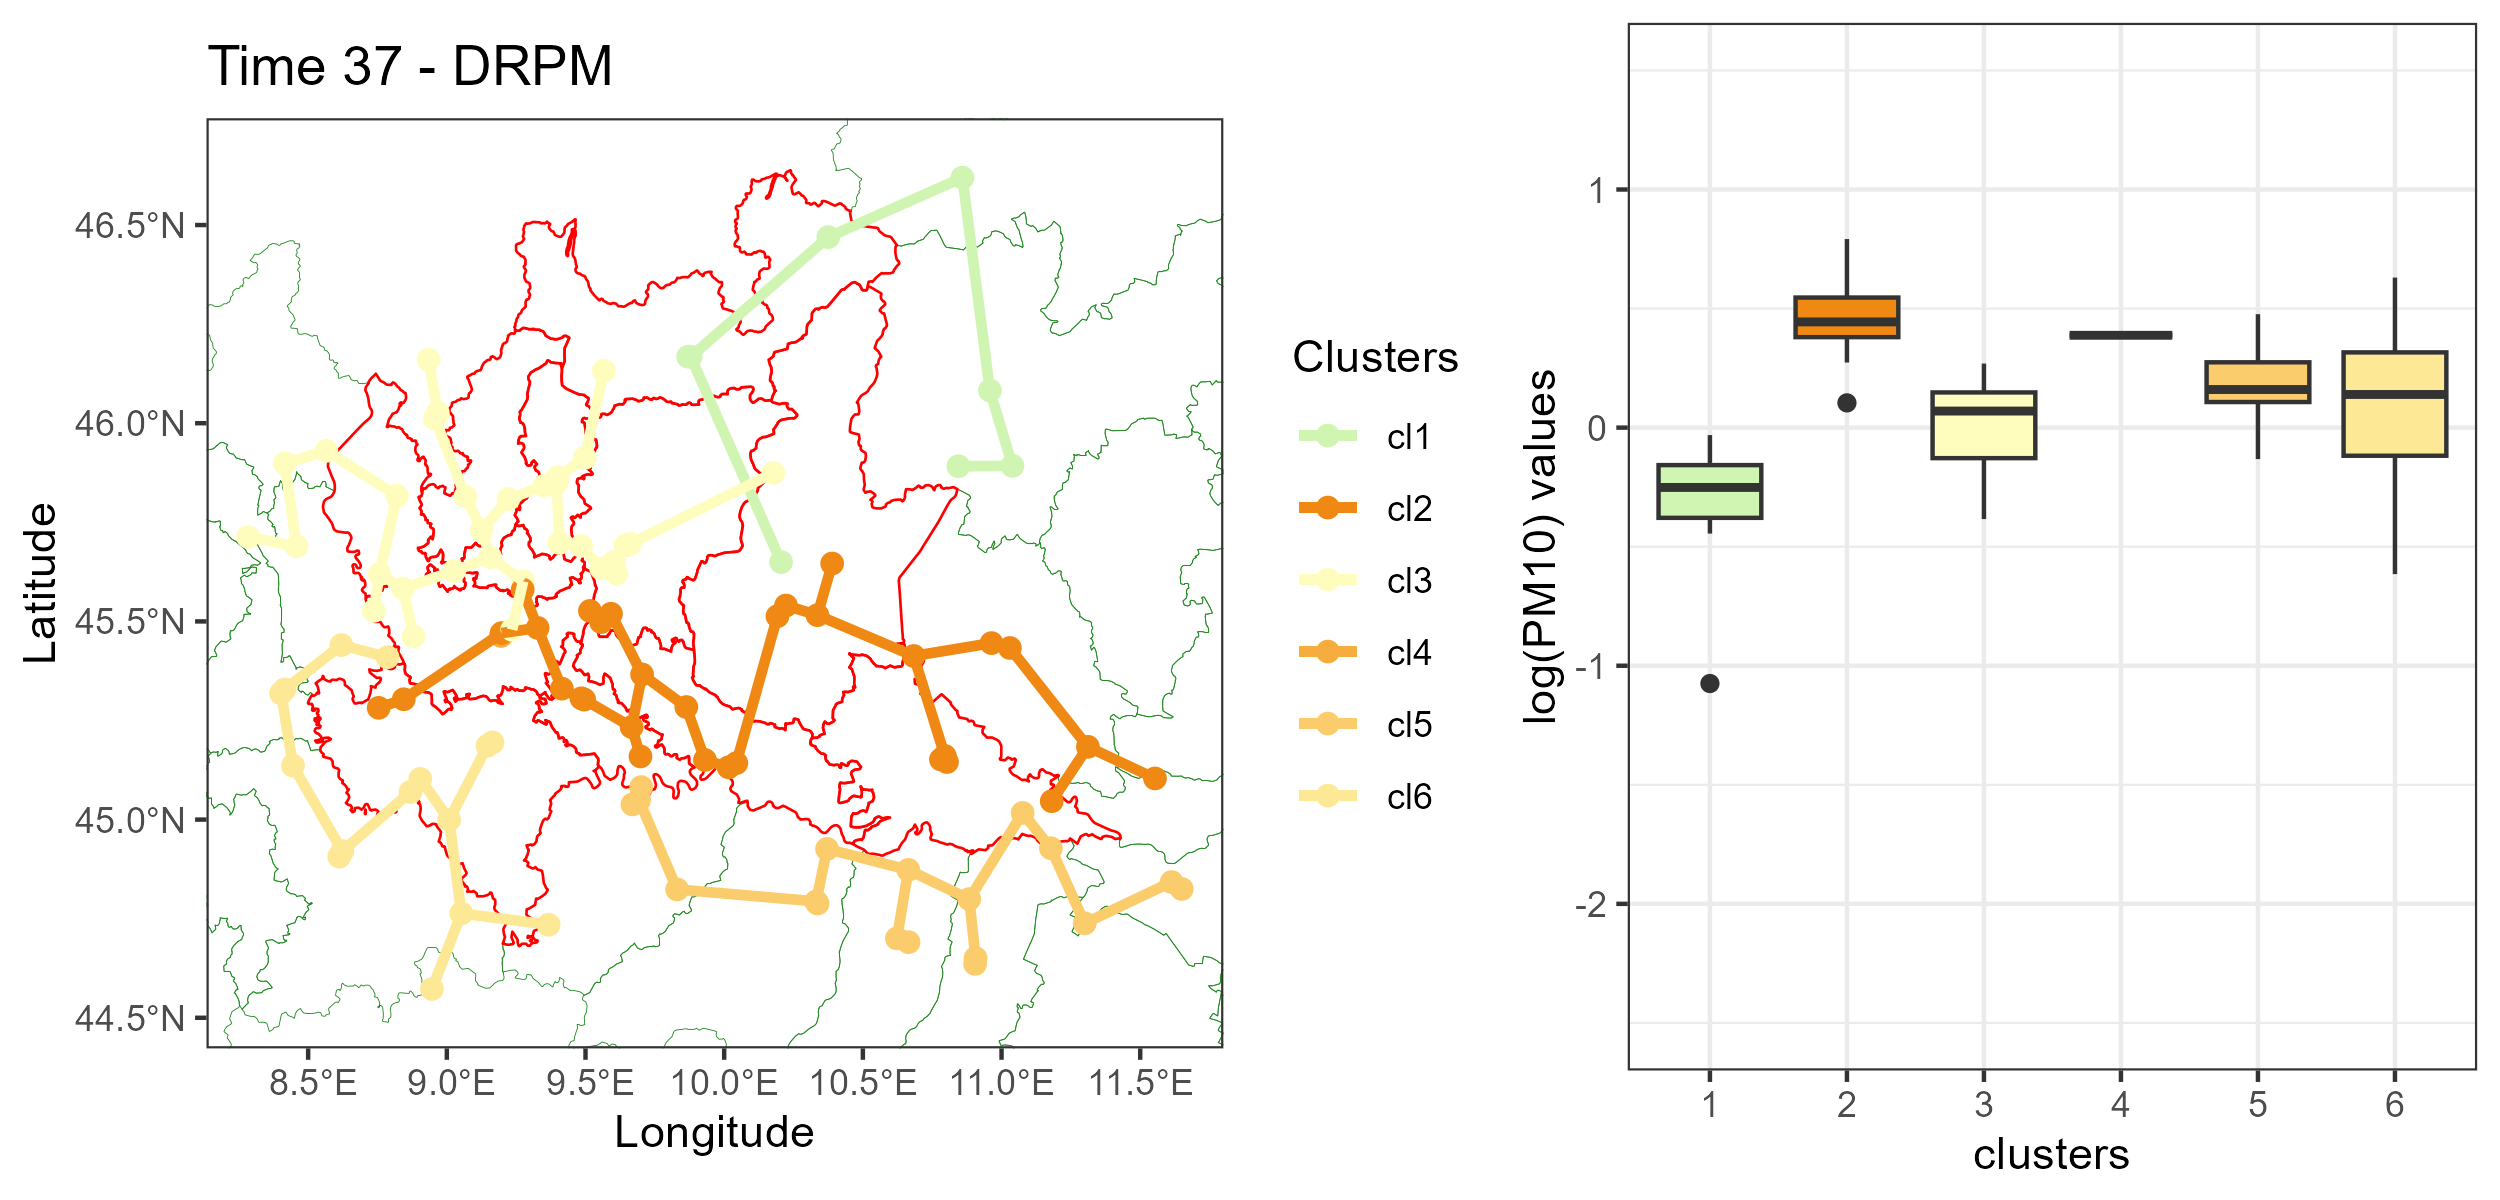 Time 37 - DRPM
46.5°N
46.0°N
45.5°N
45.0°N
44.5°N
Latitude
8.5°E 9.0°E 9.5°E 10.0°E 10.5°E 11.0°E 11.5°E
Longitude
Clusters
cl1
cl2
cl3
cl4
cl5
cl6
log(PM10) values
1
0
-1
-2
1 2 3 4 5 6
clusters